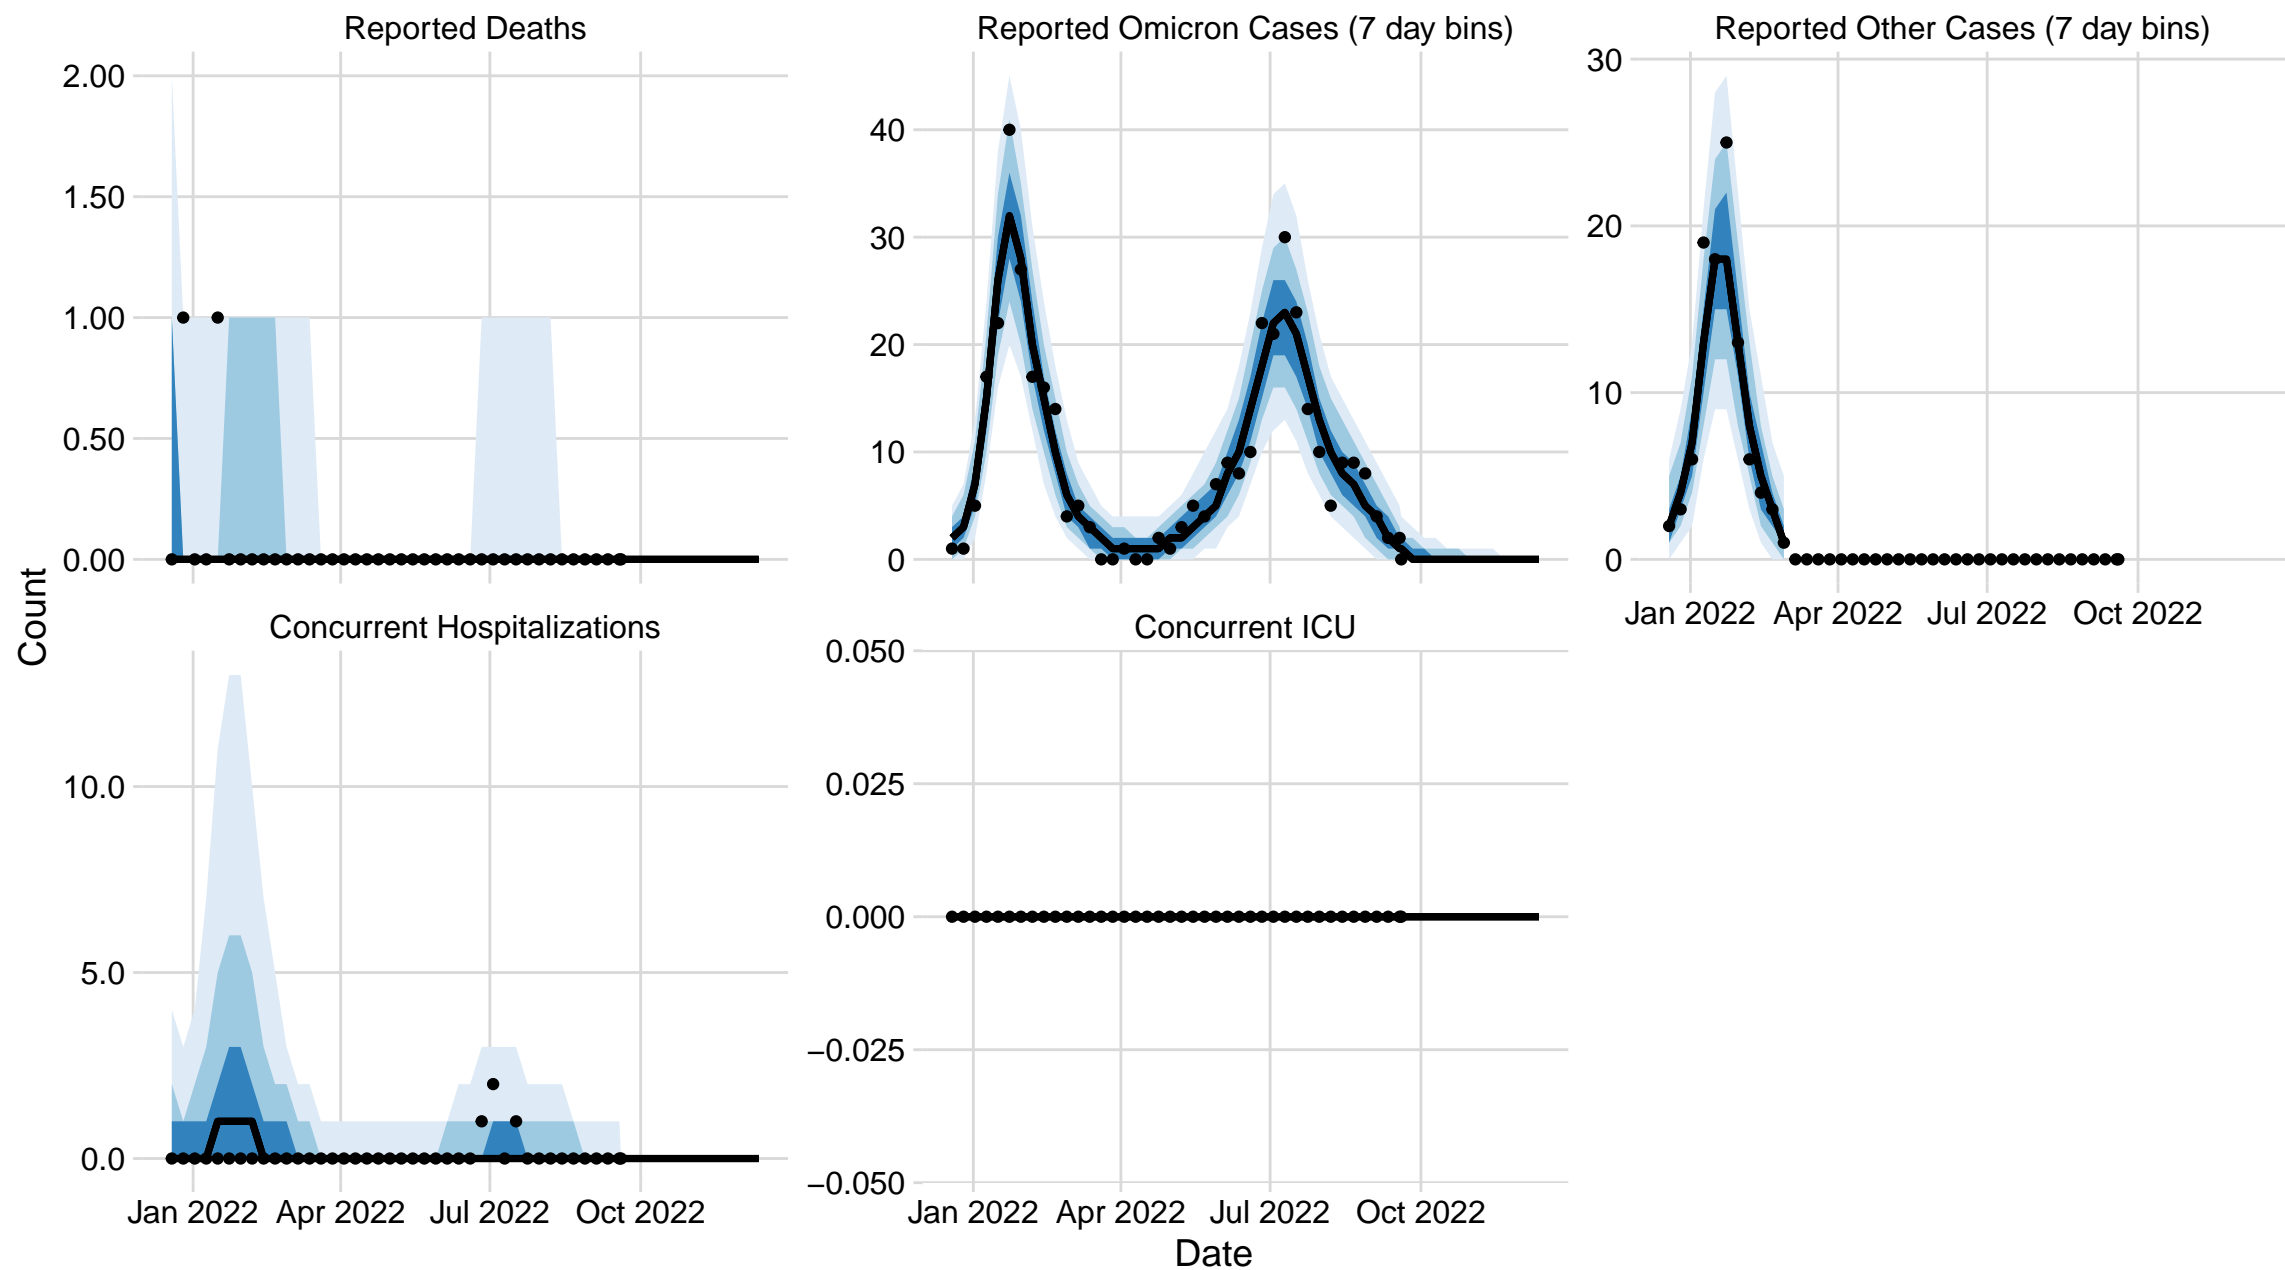 Reported Deaths
Reported Omicron Cases (7 day bins)
Reported Other Cases (7 day bins)
2.00
1.50
1.00
0.50
0.00
40
30
20
10
0
30
20
10
0
Jan 2022 Apr 2022 Jul 2022 Oct 2022
Count
Concurrent Hospitalizations
Concurrent ICU
10.0
5.0
0.0
0.050
0.025
0.000
−0.025
−0.050
Jan 2022 Apr 2022 Jul 2022 Oct 2022
Jan 2022 Apr 2022 Jul 2022 Oct 2022
Date